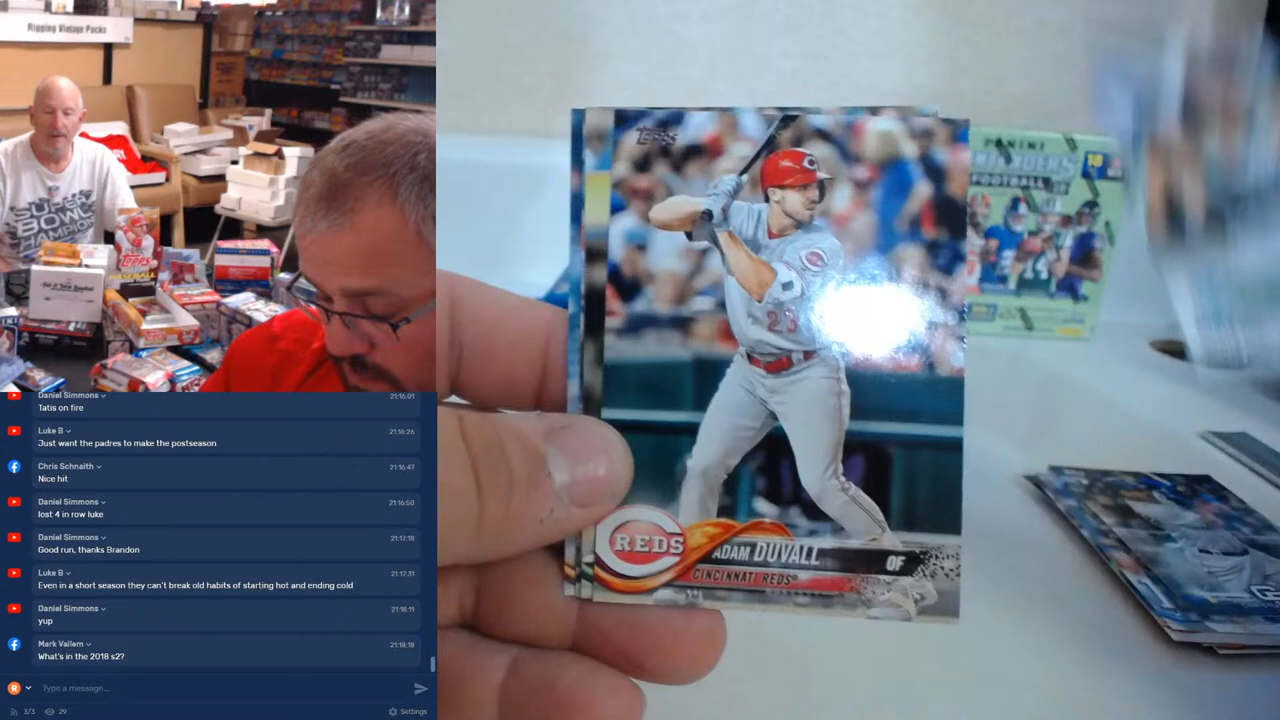 Ripping Vintage Packs
SUPER BOWL
CHAMPIONS
Topps
BASEBALL
Daniel Simmons
21:16:01
Tatis on fire
Luke B
21:16:26
Just want the padres to make the postseason
Chris Schnaith
21:16:47
Nice hit
Daniel Simmons
21:16:50
lost 4 in row luke
Daniel Simmons
21:17:18
Good run, thanks Brandon
Luke B
21:17:31
Even in a short season they can't break old habits of starting hot and ending cold
Daniel Simmons
21:18:11
yup
Mark Vallem
21:18:19
What's in the 2018 s2?
R
Type a message...
3/3
29
Settings
Topps
C
C
23
REDS
ADAM DUVALL
OF
CINCINNATI REDS
PANINI
FOOTBALL
18